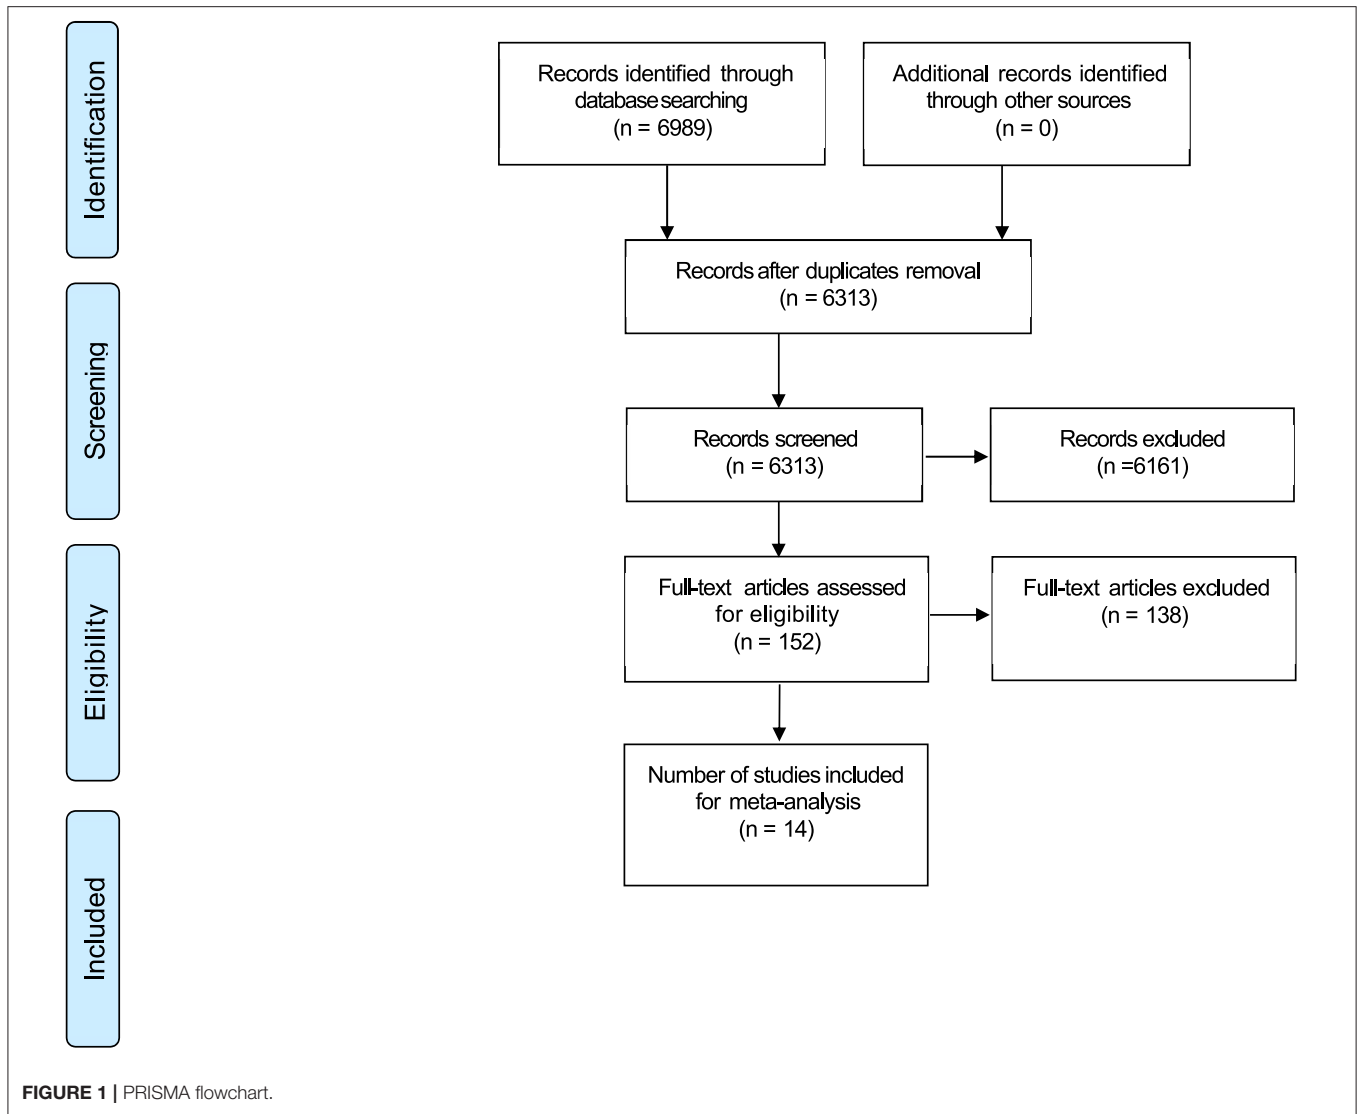 Identification
Records identified through
database searching
(n = 6989)
Additional records identified
through other sources
(n = 0)
Records after duplicates removal
(n = 6313)
Screening
Records screened
(n = 6313)
Records excluded
(n =6161)
Eligibility
Full-text articles assessed
for eligibility
(n = 152)
Full-text articles excluded
(n = 138)
Number of studies included
for meta-analysis
(n = 14)
Included
FIGURE 1 | PRISMA flowchart.